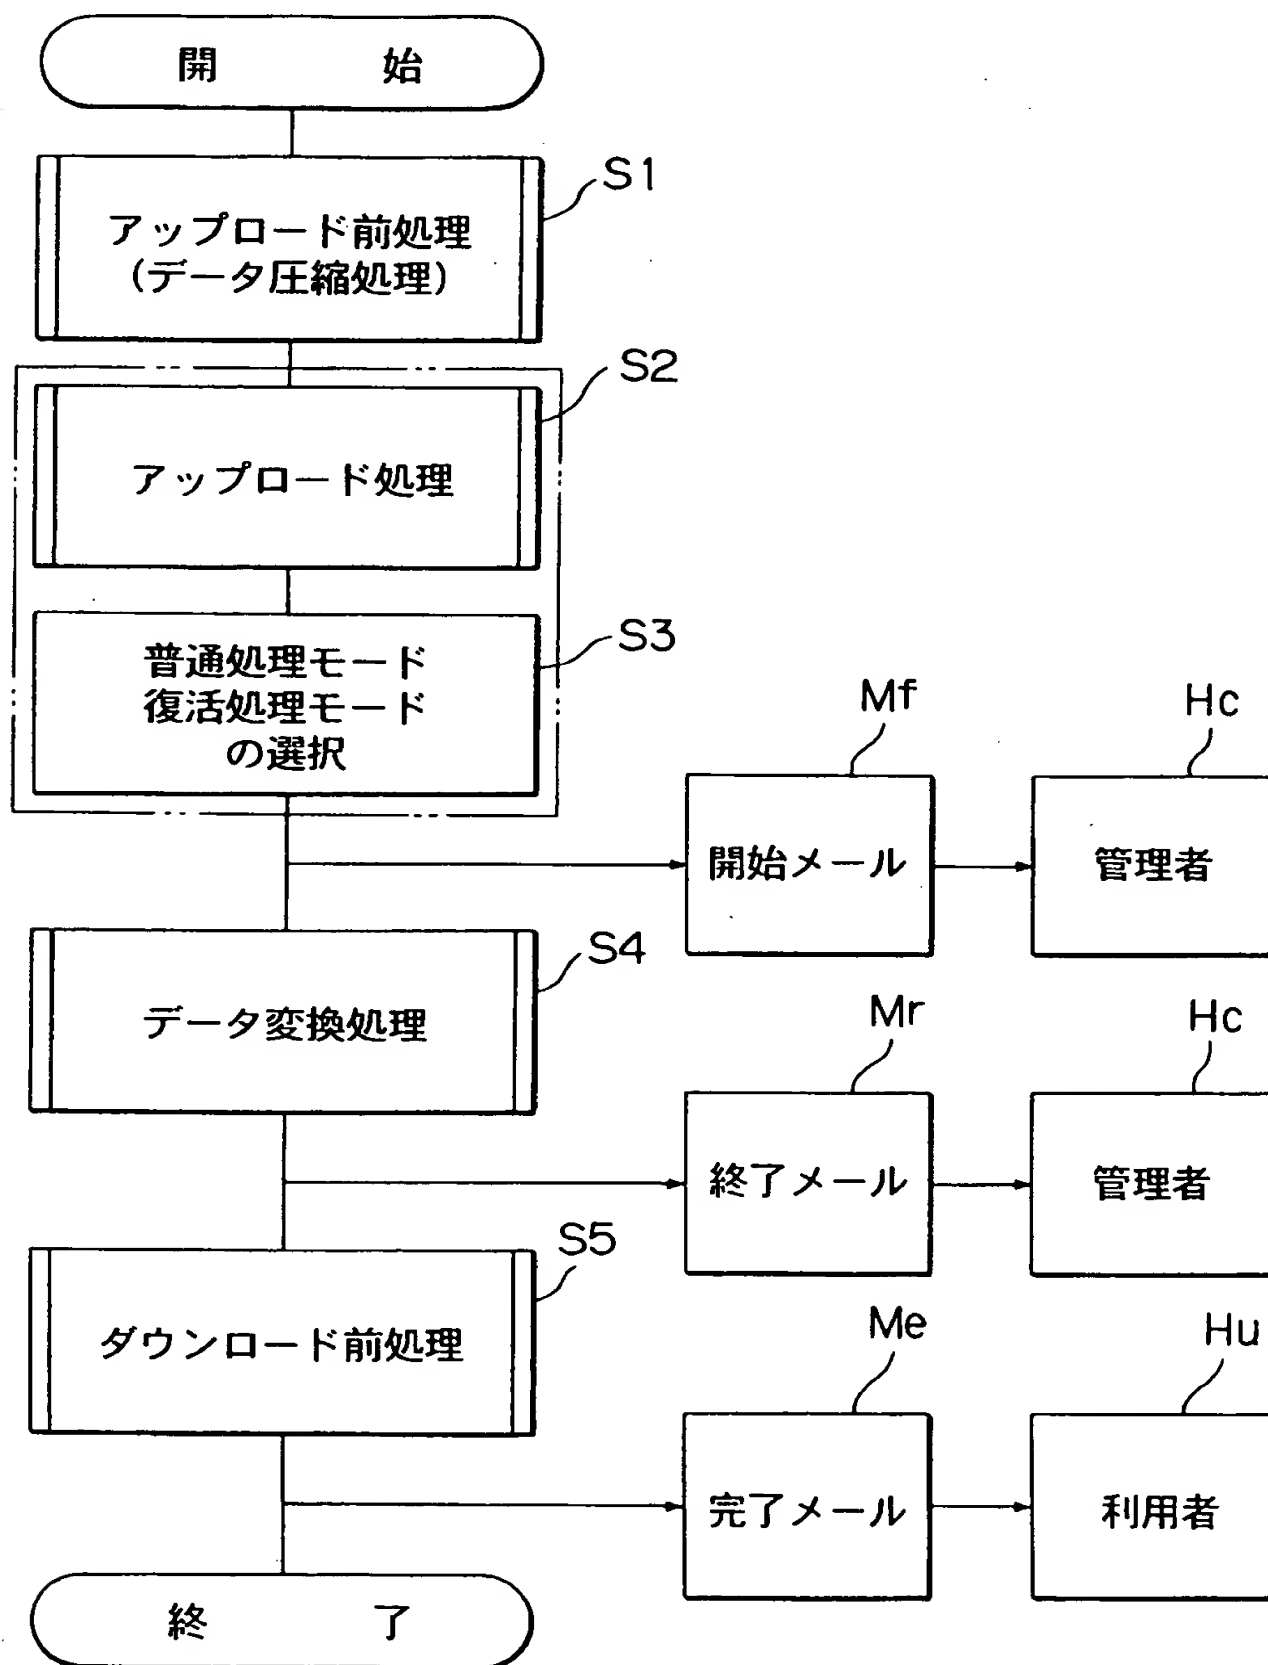 開 始
S1
アップロード前処理
(データ圧縮処理)
S2
アップロード処理
S3
普通処理モード
復活処理モード
の選択
Mf
Hc
開始メール
管理者
S4
データ変換処理
Mr
Hc
終了メール
管理者
S5
ダウンロード前処理
Me
Hu
完了メール
利用者
終 了